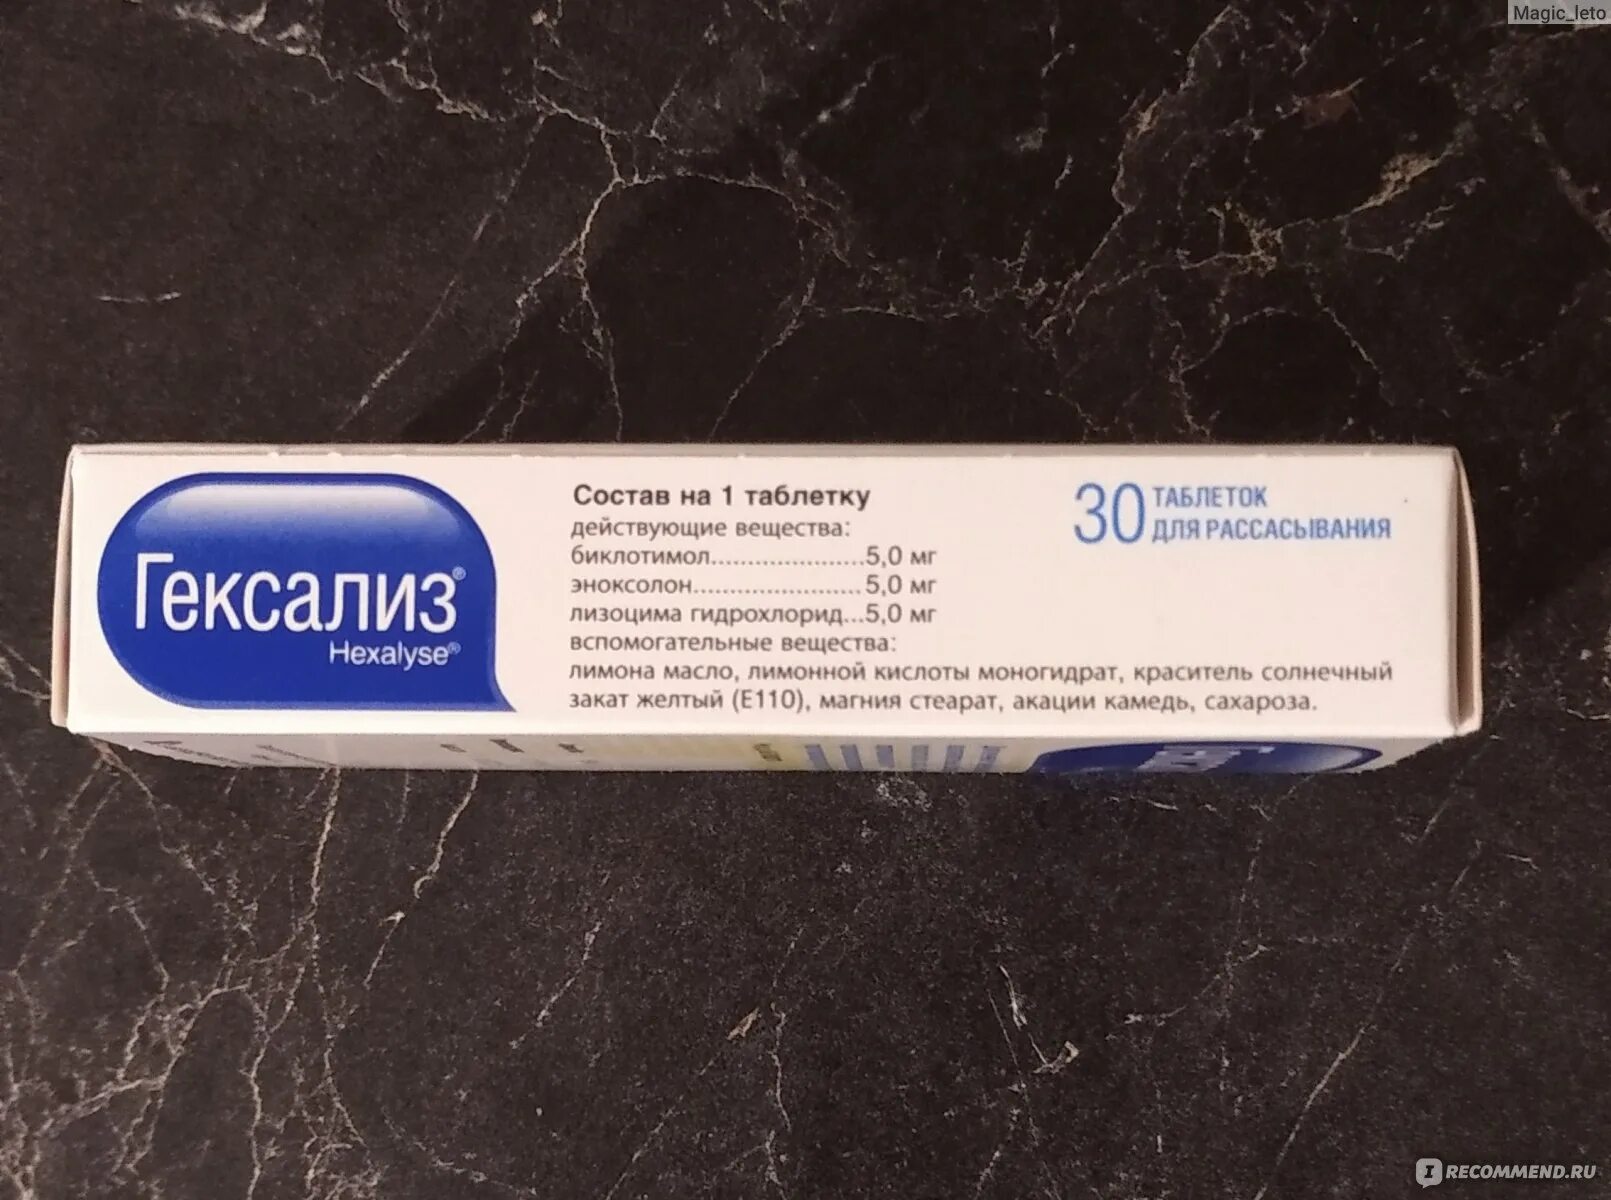 Magic_leto
Гексализ®
Hexalyse®
Состав на 1 таблетку
действующие вещества:
биклотимол.....................5,0 мг
эноксолон.......................5,0 мг
лизоцима гидрохлорид...5,0 мг
вспомогательные вещества:
лимона масло, лимонной кислоты моногидрат, краситель солнечный
закат желтый (Е110), магния стеарат, акации камедь, сахароза.
30 ТАБЛЕТОК
ДЛЯ РАССАСЫВАНИЯ
IRECOMMEND.RU